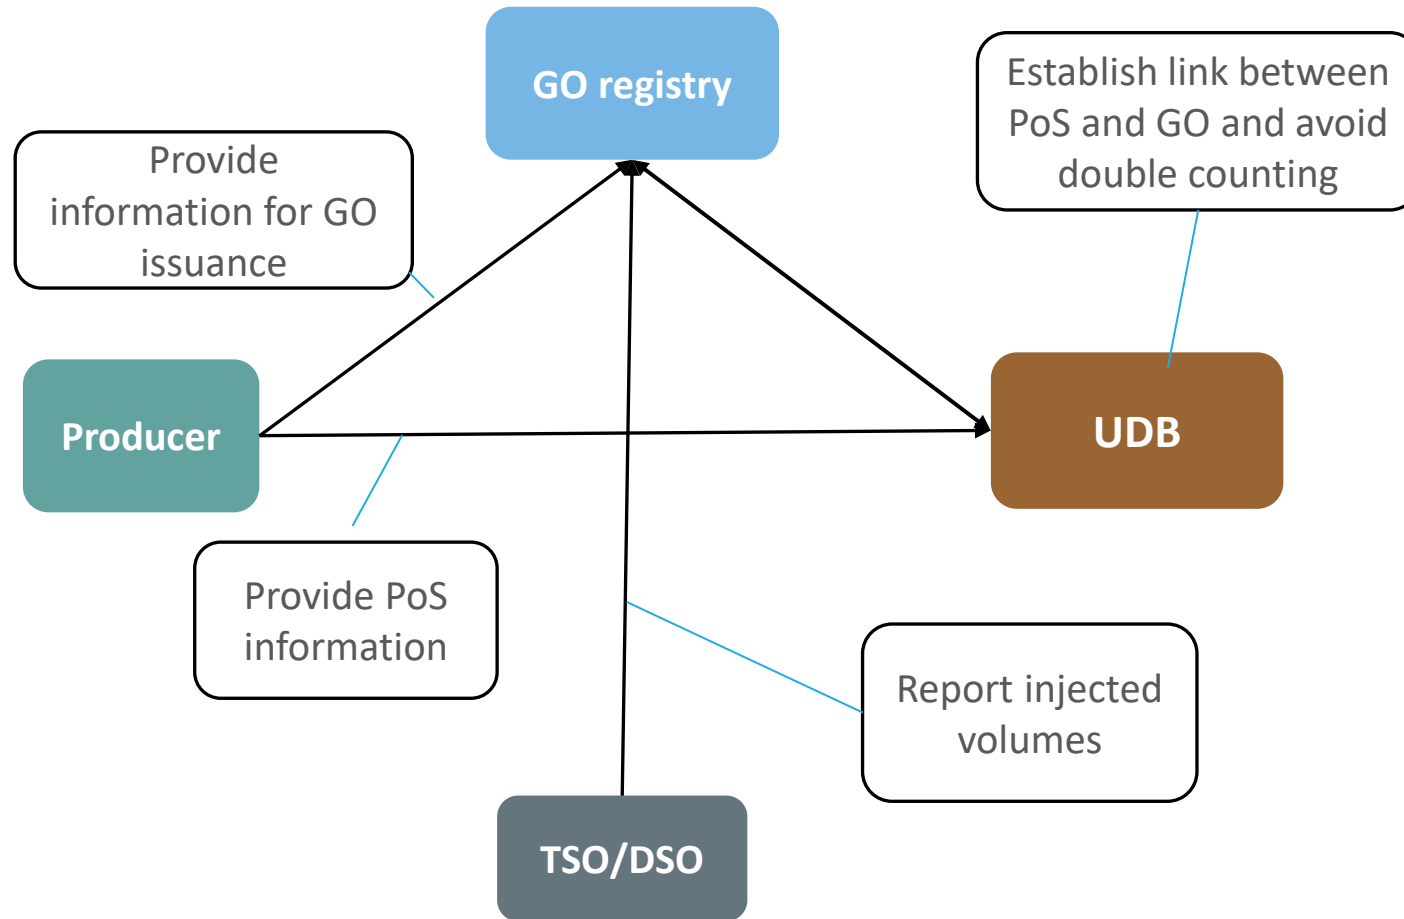 GO registry
Establish link between
PoS and GO and avoid
double counting
Provide
information for GO
issuance
Producer
UDB
Provide PoS
information
Report injected
volumes
TSO/DSO